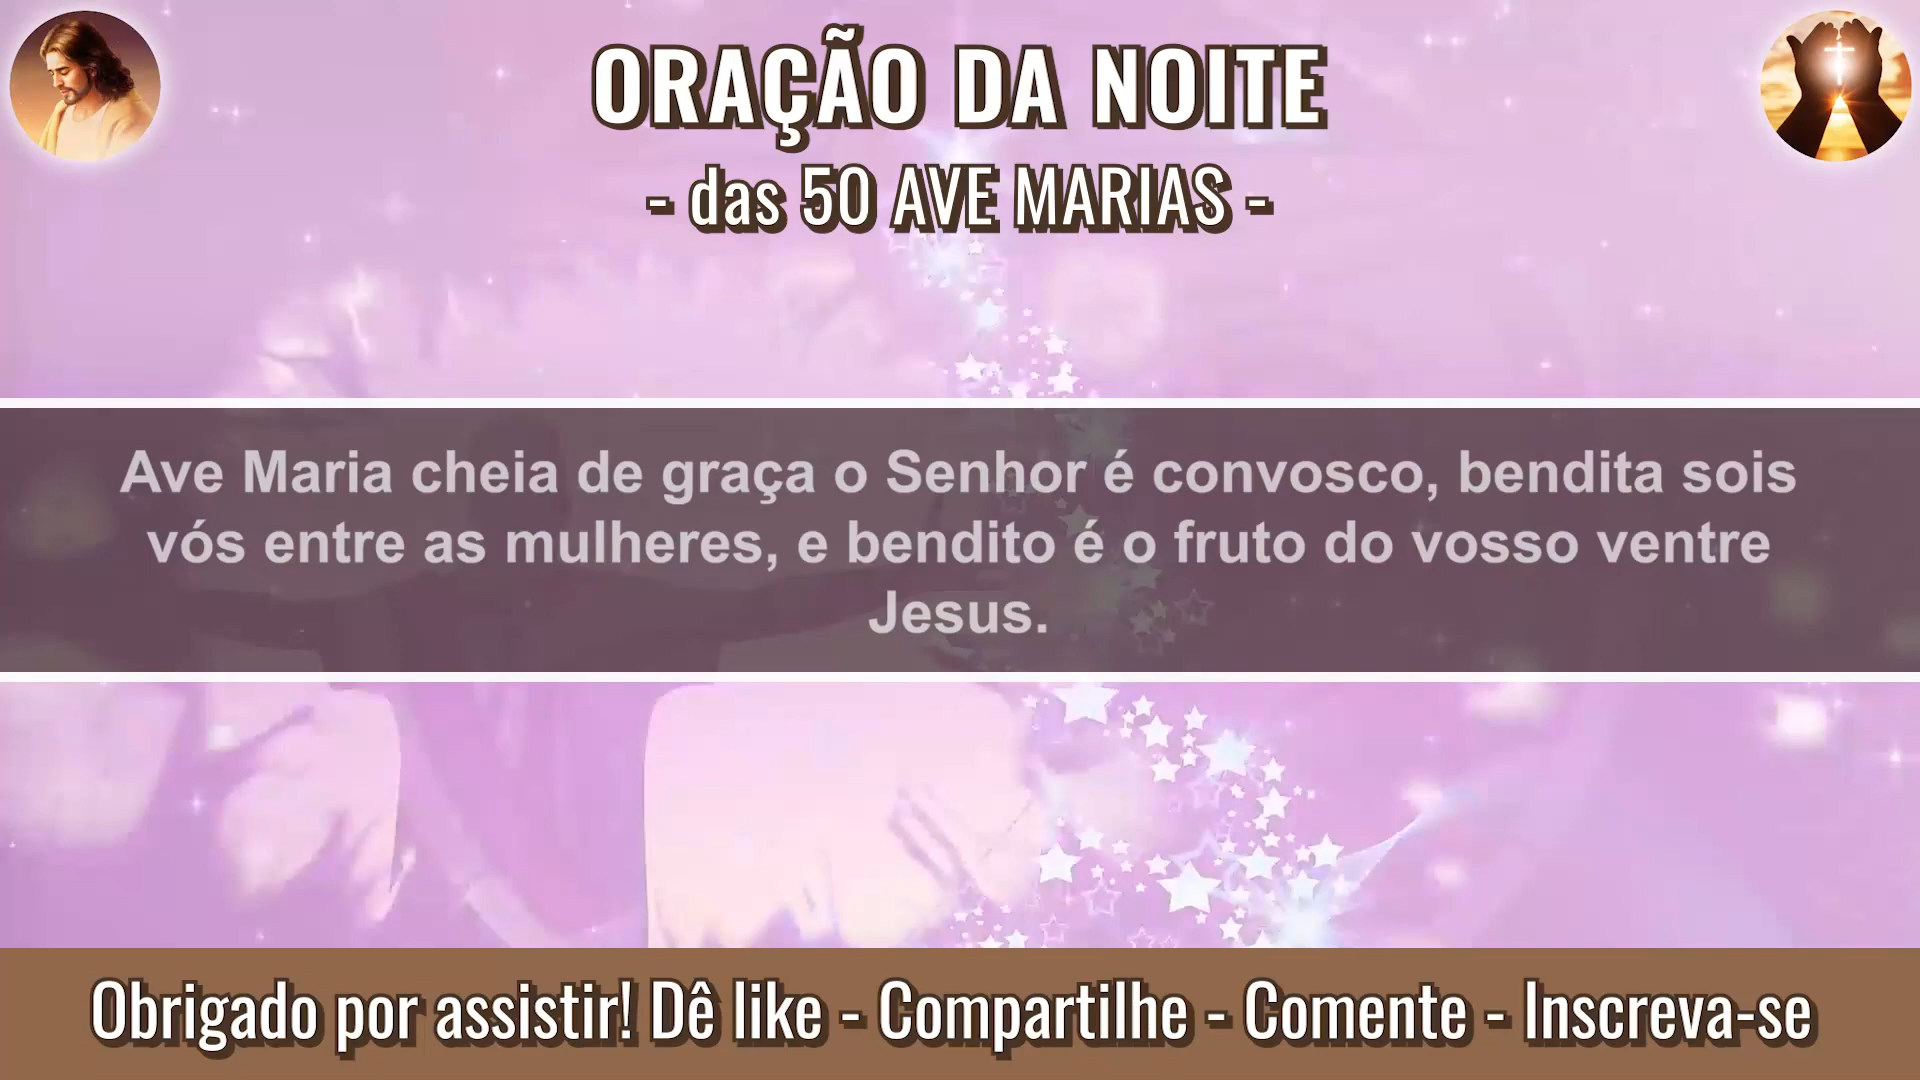 ORAÇÃO DA NOITE
- das 50 AVE MARIAS -
Ave Maria cheia de graça o Senhor é convosco, bendita sois
vós entre as mulheres, e bendito é o fruto do vosso ventre
Jesus.
Obrigado por assistir! Dê like - Compartilhe - Comente - Inscreva-se